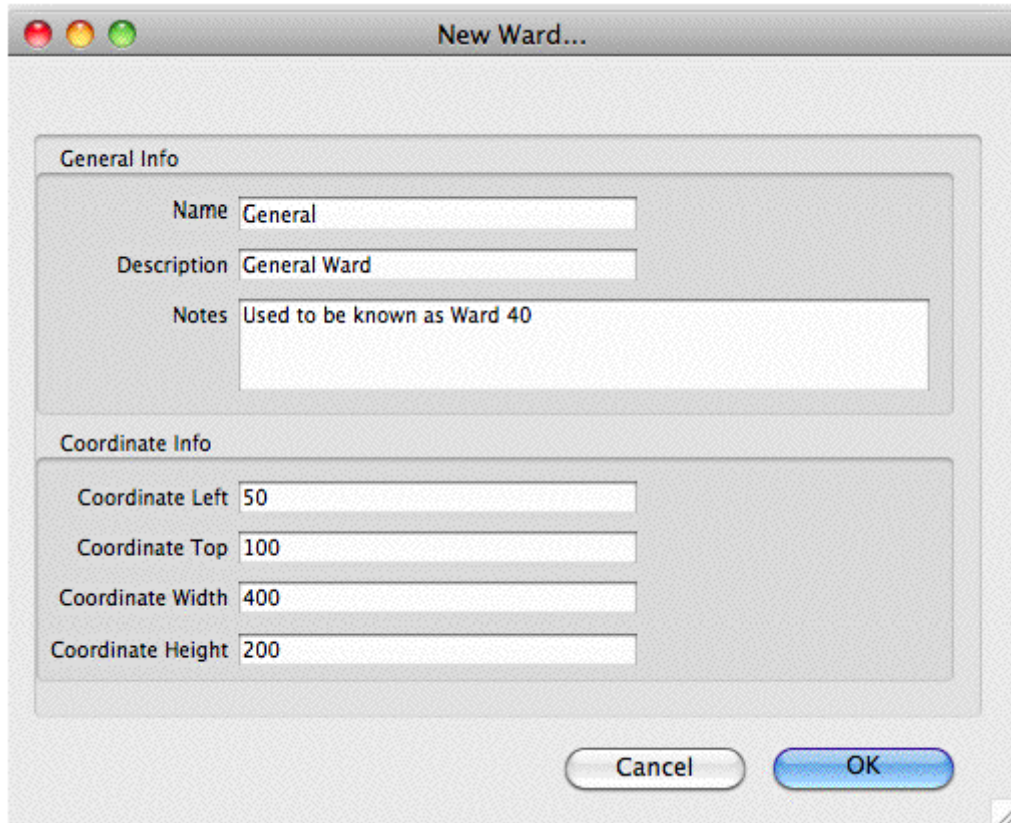 New Ward...
General Info
Name General
Description General Ward
Notes Used to be known as Ward 40
Coordinate Info
Coordinate Left 50
Coordinate Top 100
Coordinate Width 400
Coordinate Height 200
Cancel OK